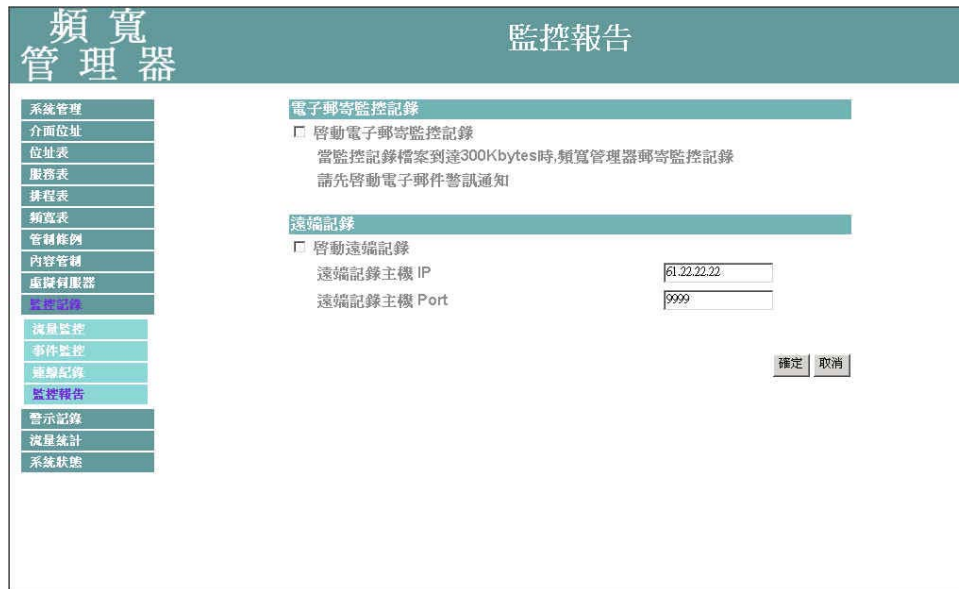 頻 寬
管 理 器
監控報告
系統管理
介面位址
位址表
服務表
排程表
頻寬表
管制條例
內容管制
虛擬伺服器
監控記錄
流量監控
事件監控
連線紀錄
監控報告
警示記錄
流量統計
系統狀態
電子郵寄監控記錄
啓動電子郵寄監控記錄
當監控記錄檔案到達300Kbytes時,頻寬管理器郵寄監控記錄
請先啓動電子郵件警訊通知
遠端記錄
啓動遠端記錄
遠端記錄主機 IP
61.22.22.22
遠端記錄主機 Port
9999
確定
取消